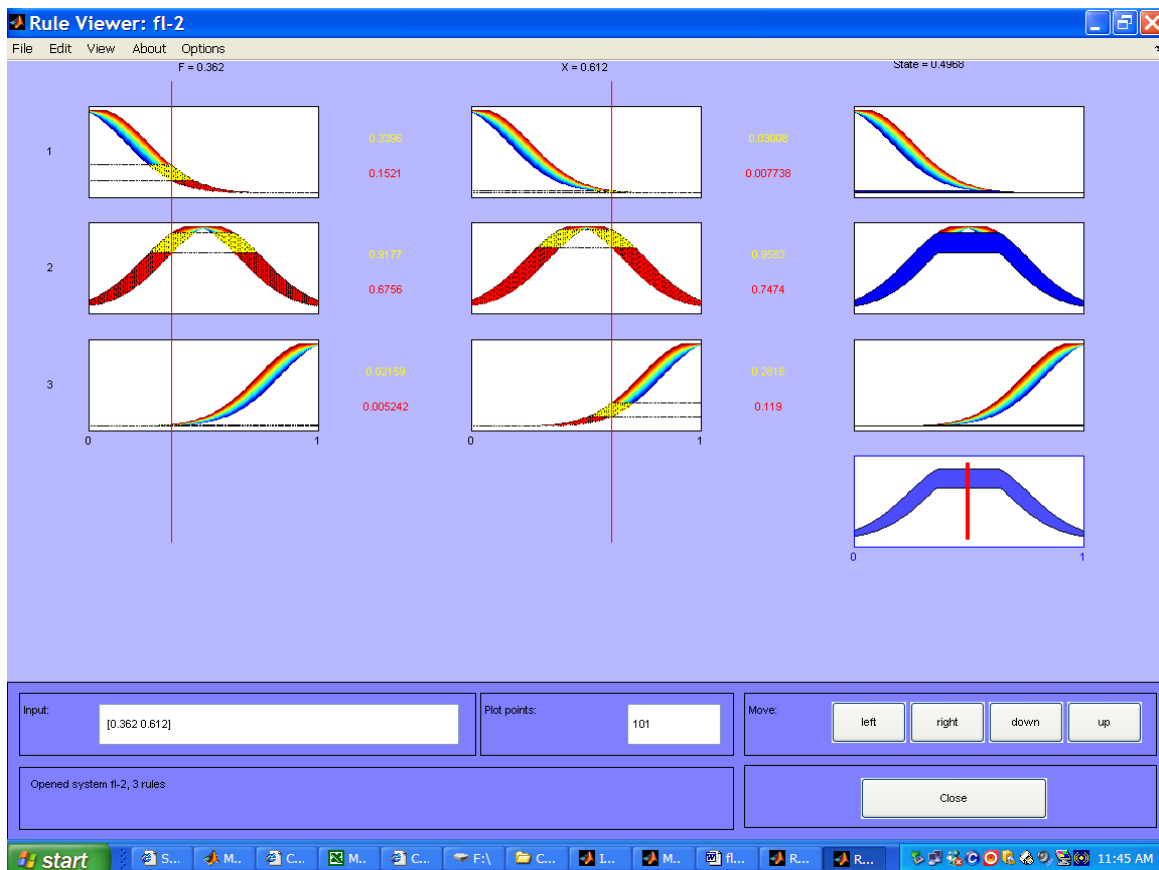 Rule Viewer: fl-2
File Edit View About Options
F = 0.362 X = 0.612 State = 0.4968
1 0.3396 0.03008
0.1521 0.007738
2 0.9177 0.9583
0.6756 0.7474
3 0.02159 0.2816
0.005242 0.119
0 1 0 1
0 1
Input: [0.362 0.612] Plot points: 101 Move: left right down up
Opened system fl-2, 3 rules
Close
start S... M.. C... M.. C... F:\ C... I... M.. fl... R... R... 11:45 AM